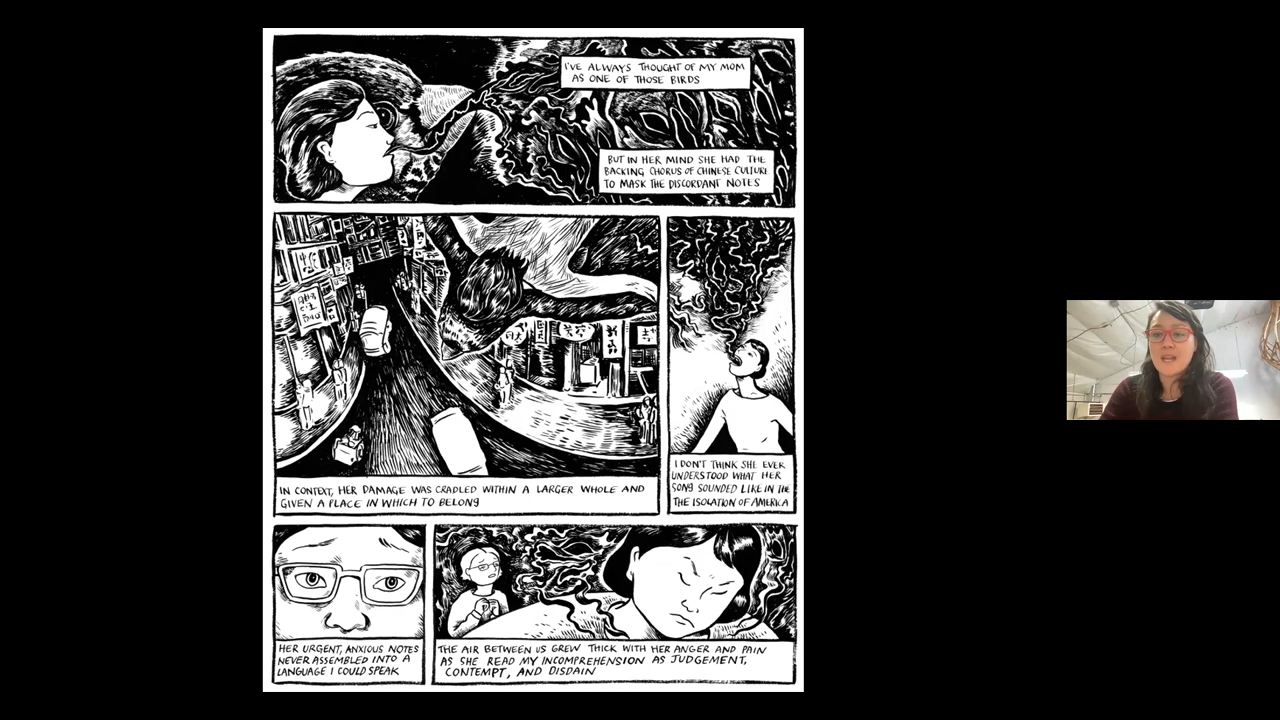 I'VE ALWAYS THOUGHT OF MY MOM
AS ONE OF THOSE BIRDS
BUT IN HER MIND SHE HAD THE
BACKING CHORUS OF CHINESE CULTURE
TO MASK THE DISCORDANT NOTES
IN CONTEXT, HER DAMAGE WAS CRADLED WITHIN A LARGER WHOLE AND
GIVEN A PLACE IN WHICH TO BELONG
I DON'T THINK SHE EVER
UNDERSTOOD WHAT HER
SONG SOUNDED LIKE IN THE
THE ISOLATION OF AMERICA
HER URGENT, ANXIOUS NOTES
NEVER ASSEMBLED INTO A
LANGUAGE I COULD SPEAK
THE AIR BETWEEN US GREW THICK WITH HER ANGER AND PAIN
AS SHE READ MY INCOMPREHENSION AS JUDGEMENT,
CONTEMPT, AND DISDAIN